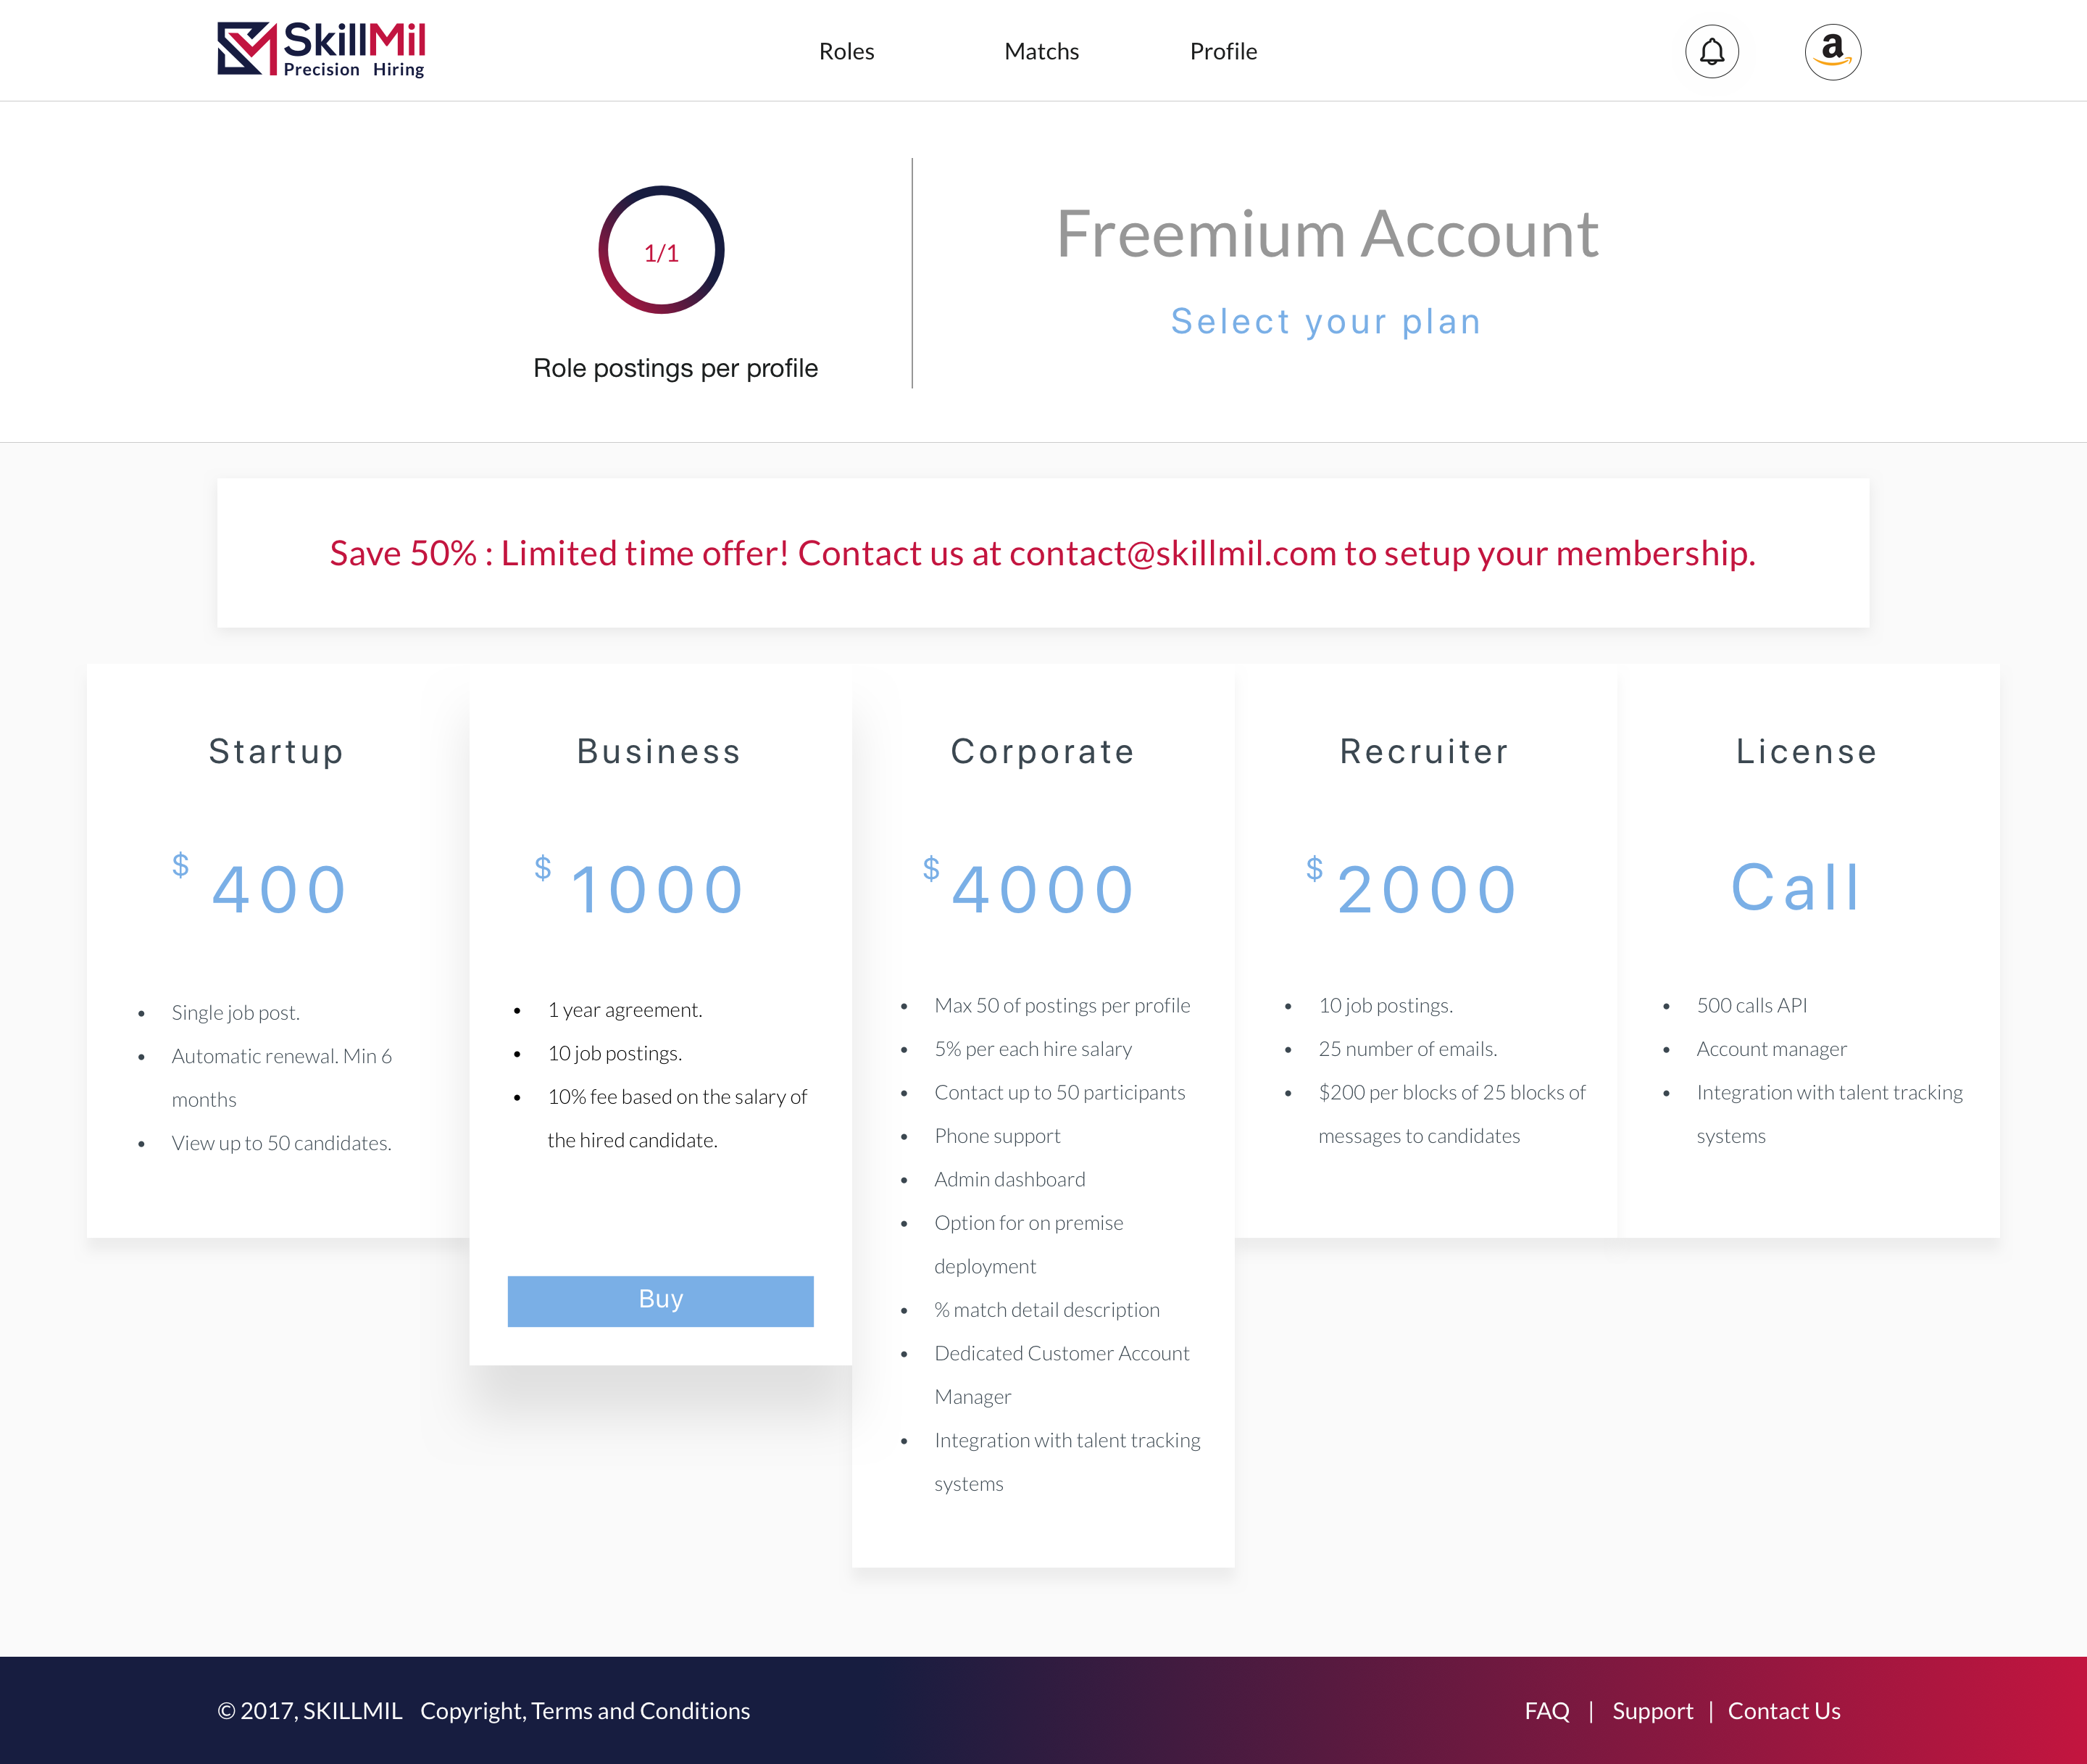 SkillMil
Precision Hiring
Roles
Matchs
Profile
a
1/1
Role postings per profile
Freemium Account
Select your plan
Save 50% : Limited time offer! Contact us at contact@skillmil.com to setup your membership.
Startup
$ 400
• Single job post.
• Automatic renewal. Min 6
months
• View up to 50 candidates.
Business
$ 1000
• 1 year agreement.
• 10 job postings.
• 10% fee based on the salary of
the hired candidate.
Buy
Corporate
$ 4000
• Max 50 of postings per profile
• 5% per each hire salary
• Contact up to 50 participants
• Phone support
• Admin dashboard
• Option for on premise
deployment
• % match detail description
• Dedicated Customer Account
Manager
• Integration with talent tracking
systems
Recruiter
$ 2000
• 10 job postings.
• 25 number of emails.
• $200 per blocks of 25 blocks of
messages to candidates
License
Call
• 500 calls API
• Account manager
• Integration with talent tracking
systems
© 2017, SKILLMIL Copyright, Terms and Conditions
FAQ | Support | Contact Us